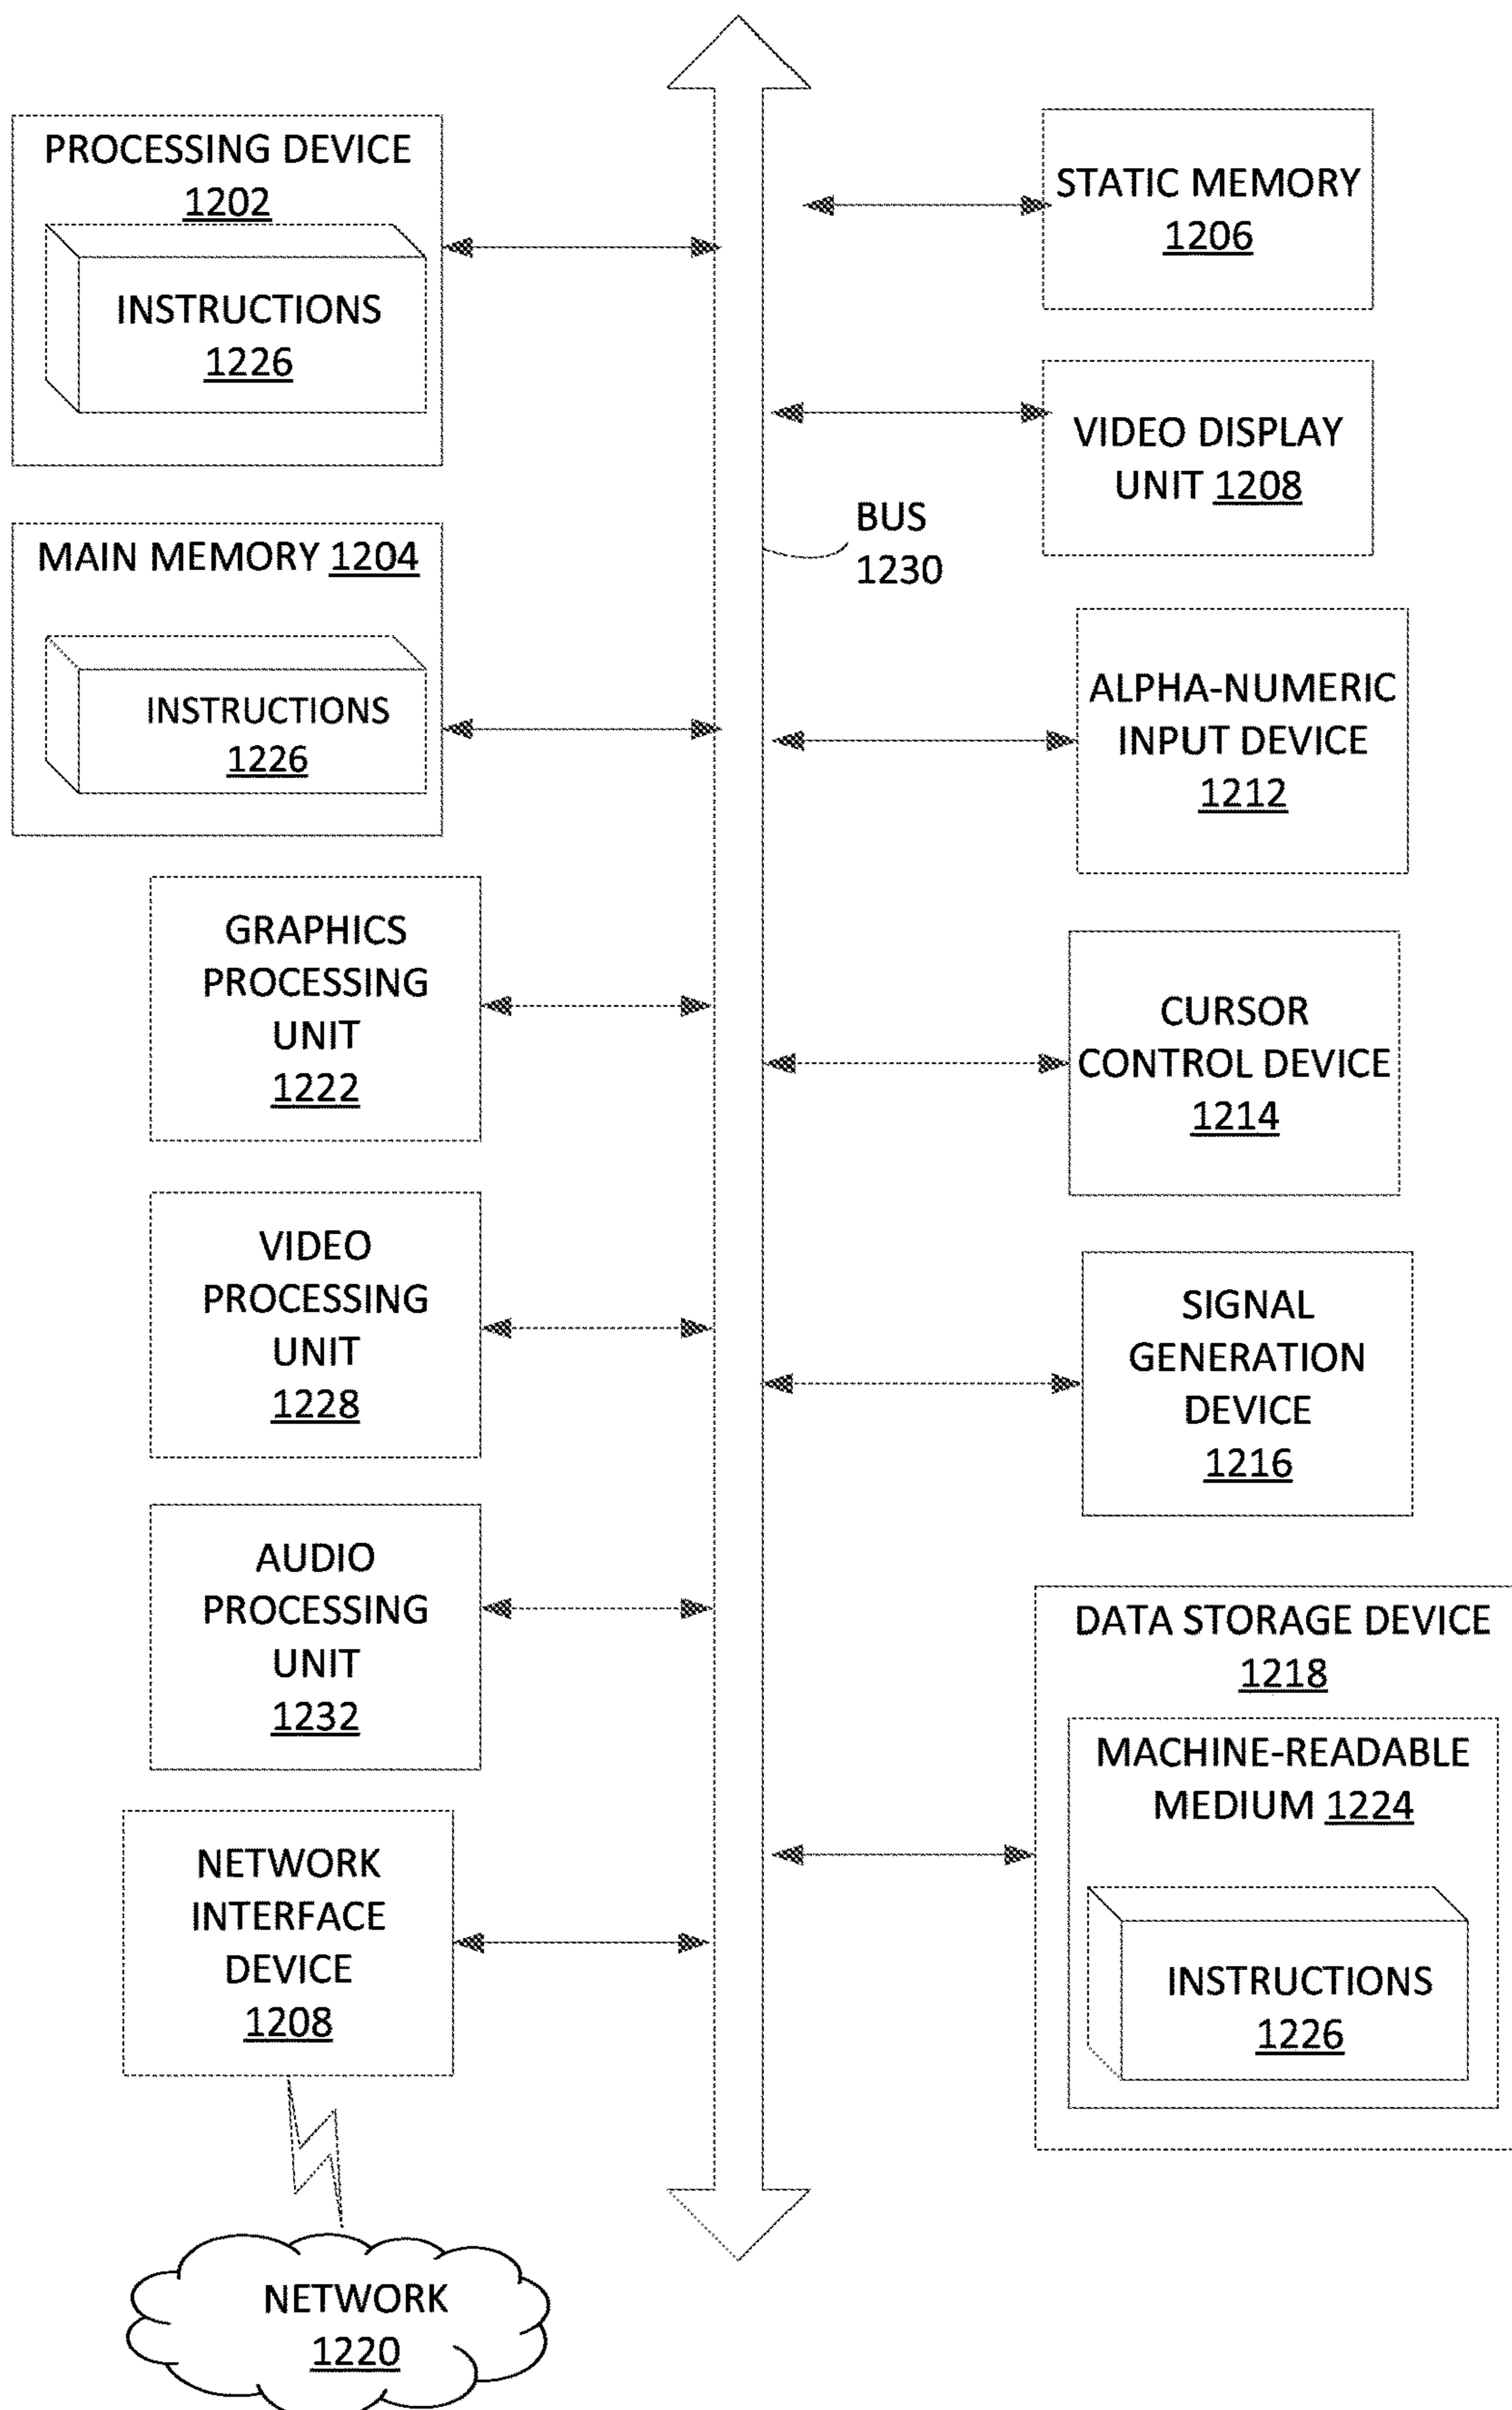 PROCESSING DEVICE
1202
INSTRUCTIONS
1226
MAIN MEMORY 1204
INSTRUCTIONS
1226
GRAPHICS
PROCESSING
UNIT
1222
VIDEO
PROCESSING
UNIT
1228
AUDIO
PROCESSING
UNIT
1232
NETWORK
INTERFACE
DEVICE
1208
NETWORK
1220
BUS
1230
STATIC MEMORY
1206
VIDEO DISPLAY
UNIT 1208
ALPHA-NUMERIC
INPUT DEVICE
1212
CURSOR
CONTROL DEVICE
1214
SIGNAL
GENERATION
DEVICE
1216
DATA STORAGE DEVICE
1218
MACHINE-READABLE
MEDIUM 1224
INSTRUCTIONS
1226